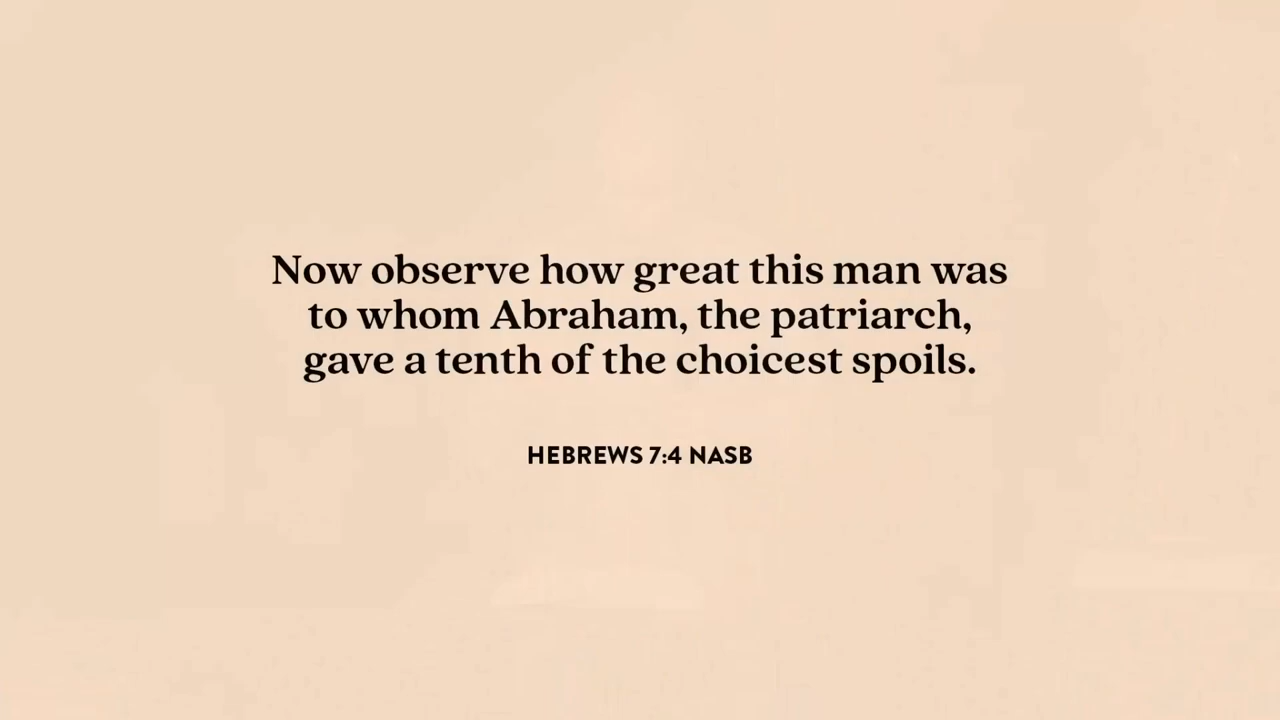 Now observe how great this man was
to whom Abraham, the patriarch,
gave a tenth of the choicest spoils.
HEBREWS 7:4 NASB